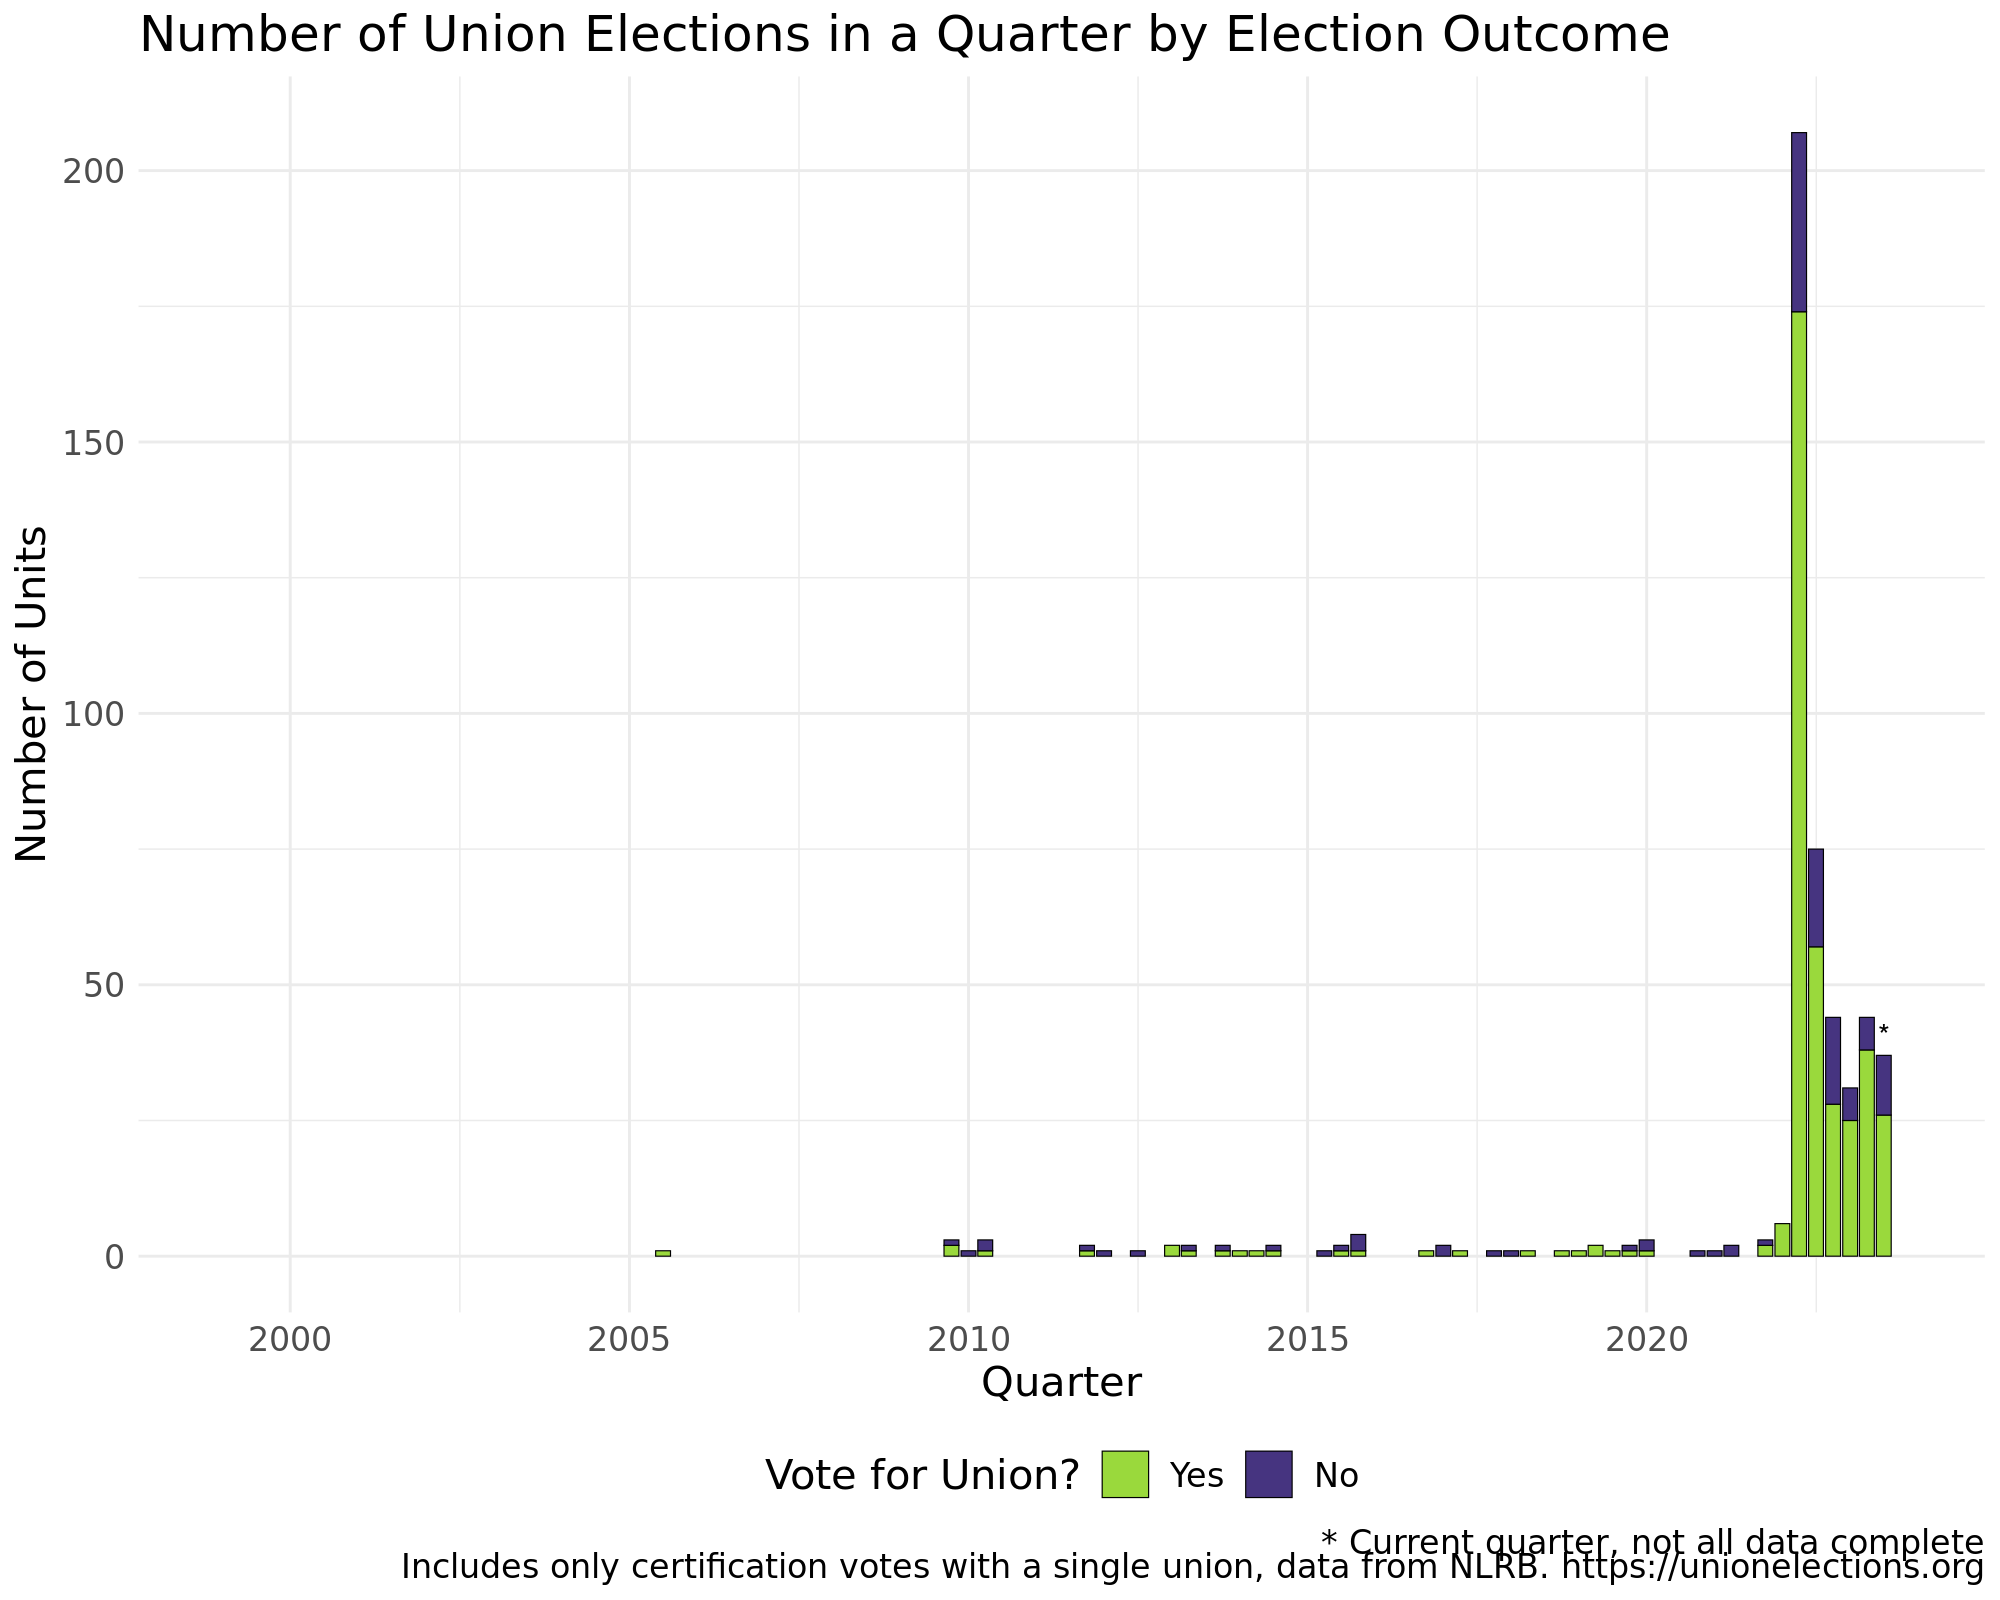 Number of Union Elections in a Quarter by Election Outcome
Number of Units
200
150
100
50
0
*
2000 2005 2010 2015 2020
Quarter
Vote for Union? Yes No
* Current quarter, not all data complete
Includes only certification votes with a single union, data from NLRB. https://unionelections.org